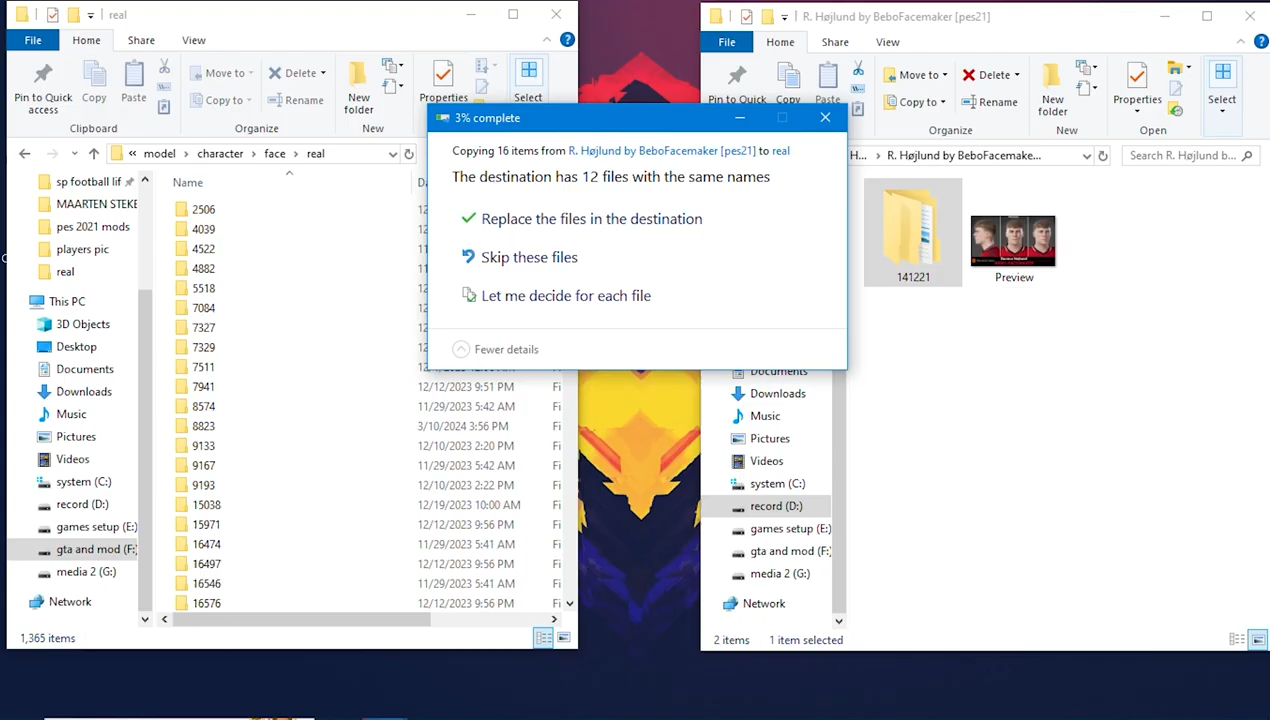 real
File
Home
Share
View
Pin to Quick access
Copy
Paste
Move to
Copy to
Delete
Rename
New folder
Properties
Select
Clipboard
Organize
New
« model > character > face > real
sp football lif
MAARTEN STEKE
pes 2021 mods
players pic
real
This PC
3D Objects
Desktop
Documents
Downloads
Music
Pictures
Videos
system (C:)
record (D:)
games setup (E:)
gta and mod (F:)
media 2 (G:)
Network
Name
2506
4039
4522
4882
5518
7084
7327
7329
7511
7941 12/12/2023 9:51 PM Fi
8574 11/29/2023 5:42 AM Fi
8823 3/10/2024 3:56 PM Fi
9133 12/10/2023 2:20 PM Fi
9167 11/29/2023 5:42 AM Fi
9193 12/10/2023 2:22 PM Fi
15038 12/19/2023 10:00 AM Fi
15971 12/12/2023 9:56 PM Fi
16474 11/29/2023 5:41 AM Fi
16497 12/12/2023 9:56 PM Fi
16546 11/29/2023 5:41 AM Fi
16576 12/12/2023 9:56 PM Fi
1,365 items
3% complete
Copying 16 items from R. Højlund by BeboFacemaker [pes21] to real
The destination has 12 files with the same names
Replace the files in the destination
Skip these files
Let me decide for each file
Fewer details
R. Højlund by BeboFacemaker [pes21]
File
Home
Share
View
Pin to Quick access
Copy
Paste
Move to
Copy to
Delete
Rename
New folder
Properties
Select
Organize
New
Open
H... > R. Højlund by BeboFacemake...
Search R. Højlund b...
141221
Preview
Documents
Downloads
Music
Pictures
Videos
system (C:)
record (D:)
games setup (E:)
gta and mod (F:)
media 2 (G:)
Network
2 items
1 item selected